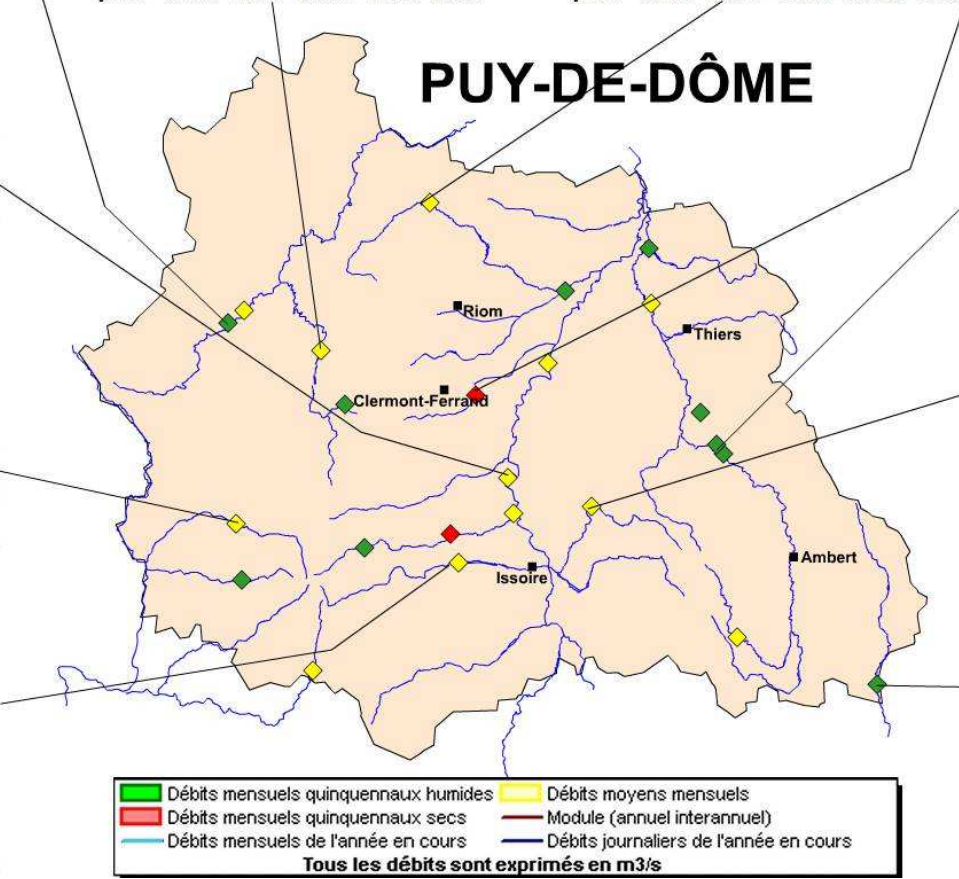 PUY-DE-DÔME
Riom
Thiers
Clermont-Ferrand
Ambert
Issoire
Débits mensuels quinquennaux humides
Débits moyens mensuels
Débits mensuels quinquennaux secs
Module (annuel interannuel)
Débits mensuels de l'année en cours
Débits journaliers de l'année en cours
Tous les débits sont exprimés en m3/s